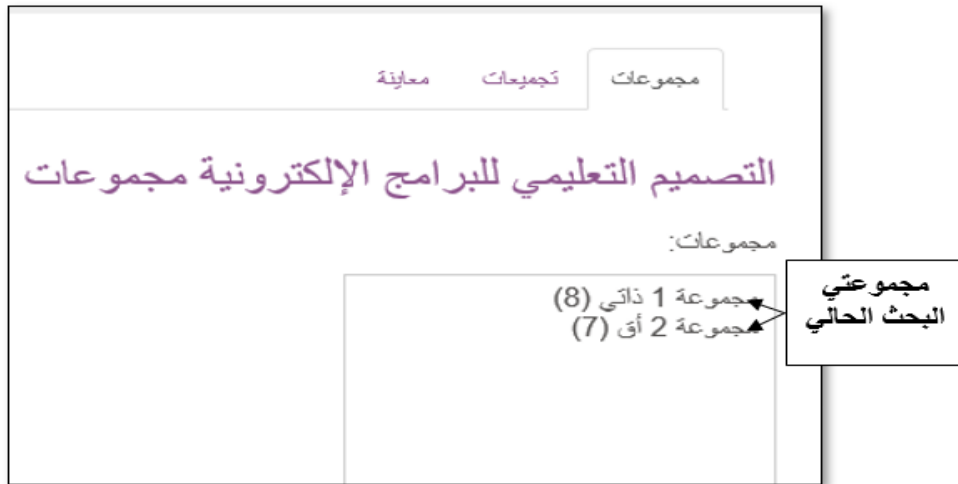 مجموعات تجميعات معاينة
التصميم التعليمي للبرامج الإلكترونية مجموعات
مجموعات:
مجموعة 1 ذاتي (8)
مجموعة 2 أق (7)
مجموعتي
البحث الحالي